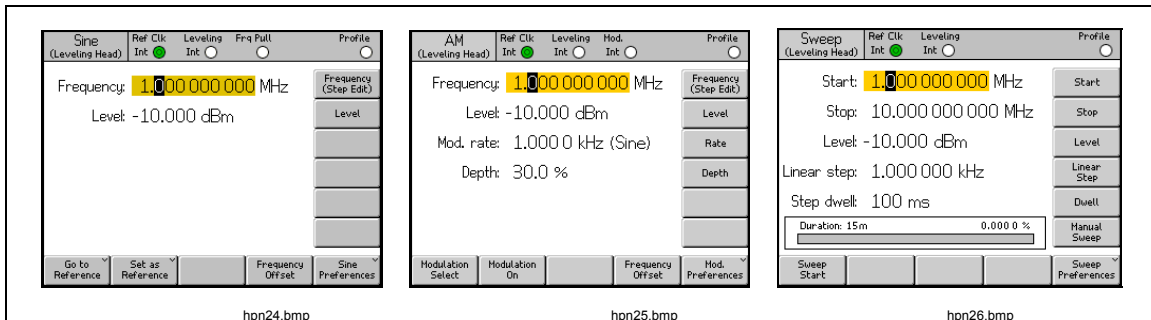 Sine
(Leveling Head)
Ref Clk Leveling Frq Pull Profile
Int Int
Frequency: 1.000 000 000 MHz
Level: -10.000 dBm
Frequency
(Step Edit)
Level
Go to
Reference
Set as
Reference
Frequency
Offset
Sine
Preferences
hpn24.bmp
AM
(Leveling Head)
Ref Clk Leveling Mod. Profile
Int Int Int
Frequency: 1.000 000 000 MHz
Level: -10.000 dBm
Mod. rate: 1.000 0 kHz (Sine)
Depth: 30.0 %
Frequency
(Step Edit)
Level
Rate
Depth
Modulation
Select
Modulation
On
Frequency
Offset
Mod.
Preferences
hpn25.bmp
Sweep
(Leveling Head)
Ref Clk Leveling Profile
Int Int
Start: 1.000 000 000 MHz
Stop: 10.000 000 000 MHz
Level: -10.000 dBm
Linear step: 1.000 000 kHz
Step dwell: 100 ms
Duration: 15m 0.000 0 %
Start
Stop
Level
Linear
Step
Dwell
Manual
Sweep
Sweep
Start
Sweep
Preferences
hpn26.bmp